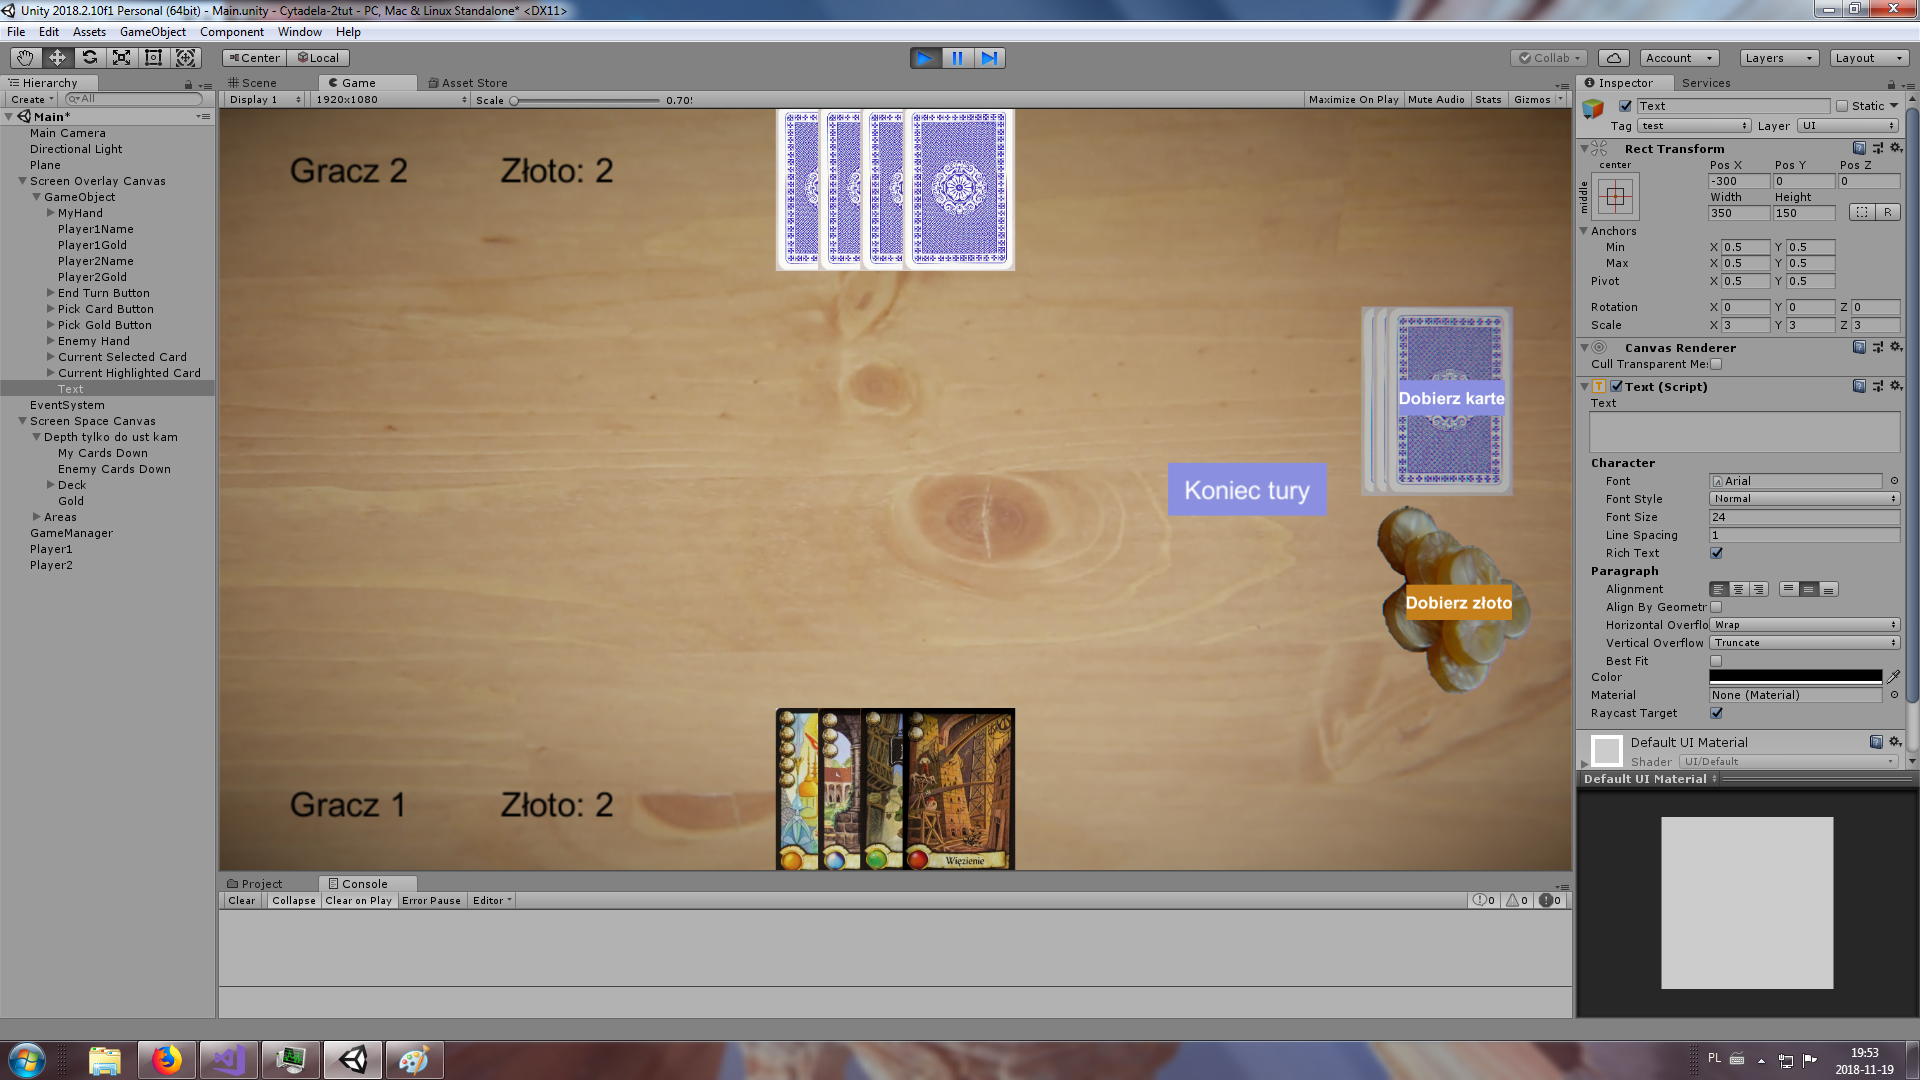 Unity 2018.2.10f1 Personal (64bit) - Main.unity - Cytadela-2tut - PC, Mac & Linux Standalone* <DX11>
File Edit Assets GameObject Component Window Help
Center Local
Collab Account Layers Layout
Hierarchy
Create All
Main*
Main Camera
Directional Light
Plane
Screen Overlay Canvas
GameObject
MyHand
Player1Name
Player1Gold
Player2Name
Player2Gold
End Turn Button
Pick Card Button
Pick Gold Button
Enemy Hand
Current Selected Card
Current Highlighted Card
Text
EventSystem
Screen Space Canvas
Depth tylko do ust kam
My Cards Down
Enemy Cards Down
Deck
Gold
Areas
GameManager
Player1
Player2
Scene Game Asset Store
Display 1 1920x1080 Scale 0.70: Maximize On Play Mute Audio Stats Gizmos
Gracz 2 Złoto: 2
Dobierz karte
Koniec tury
Dobierz złoto
Gracz 1 Złoto: 2
Więzienie
Project Console
Clear Collapse Clear on Play Error Pause Editor 0 0 0
Inspector Services
Text Static
Tag test Layer UI
Rect Transform
center Pos X Pos Y Pos Z
middle -300 0 0
Width Height
350 150 R
Anchors
Min X 0.5 Y 0.5
Max X 0.5 Y 0.5
Pivot X 0.5 Y 0.5
Rotation X 0 Y 0 Z 0
Scale X 3 Y 3 Z 3
Canvas Renderer
Cull Transparent Me:
Text (Script)
Text
Character
Font Arial
Font Style Normal
Font Size 24
Line Spacing 1
Rich Text
Paragraph
Alignment
Align By Geometr
Horizontal Overflo Wrap
Vertical Overflow Truncate
Best Fit
Color
Material None (Material)
Raycast Target
Default UI Material
Shader UI/Default
Default UI Material
PL 19:53
2018-11-19